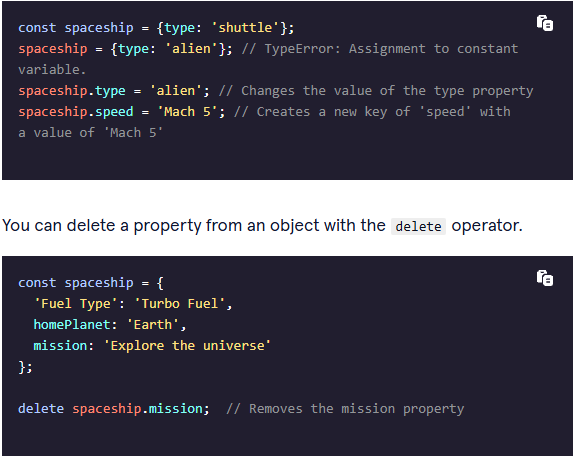 const spaceship = {type: 'shuttle'};
spaceship = {type: 'alien'}; // TypeError: Assignment to constant
variable.
spaceship.type = 'alien'; // Changes the value of the type property
spaceship.speed = 'Mach 5'; // Creates a new key of 'speed' with
a value of 'Mach 5'
You can delete a property from an object with the delete operator.
const spaceship = {
  'Fuel Type': 'Turbo Fuel',
  homePlanet: 'Earth',
  mission: 'Explore the universe'
};
delete spaceship.mission;  // Removes the mission property